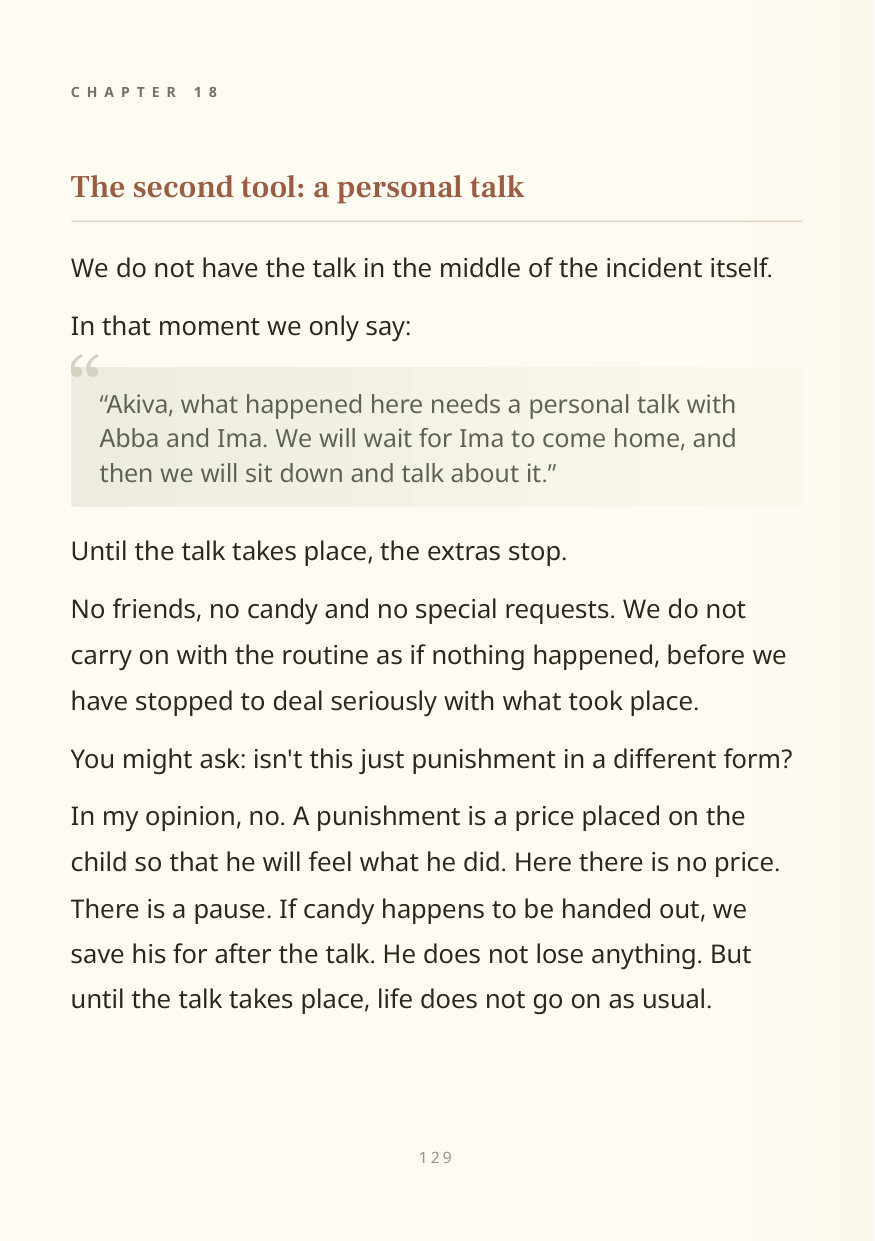 CHAPTER 18
The second tool: a personal talk
We do not have the talk in the middle of the incident itself.
In that moment we only say:
“
“Akiva, what happened here needs a personal talk with
Abba and Ima. We will wait for Ima to come home, and
then we will sit down and talk about it.”
Until the talk takes place, the extras stop.
No friends, no candy and no special requests. We do not
carry on with the routine as if nothing happened, before we
have stopped to deal seriously with what took place.
You might ask: isn't this just punishment in a different form?
In my opinion, no. A punishment is a price placed on the
child so that he will feel what he did. Here there is no price.
There is a pause. If candy happens to be handed out, we
save his for after the talk. He does not lose anything. But
until the talk takes place, life does not go on as usual.
129